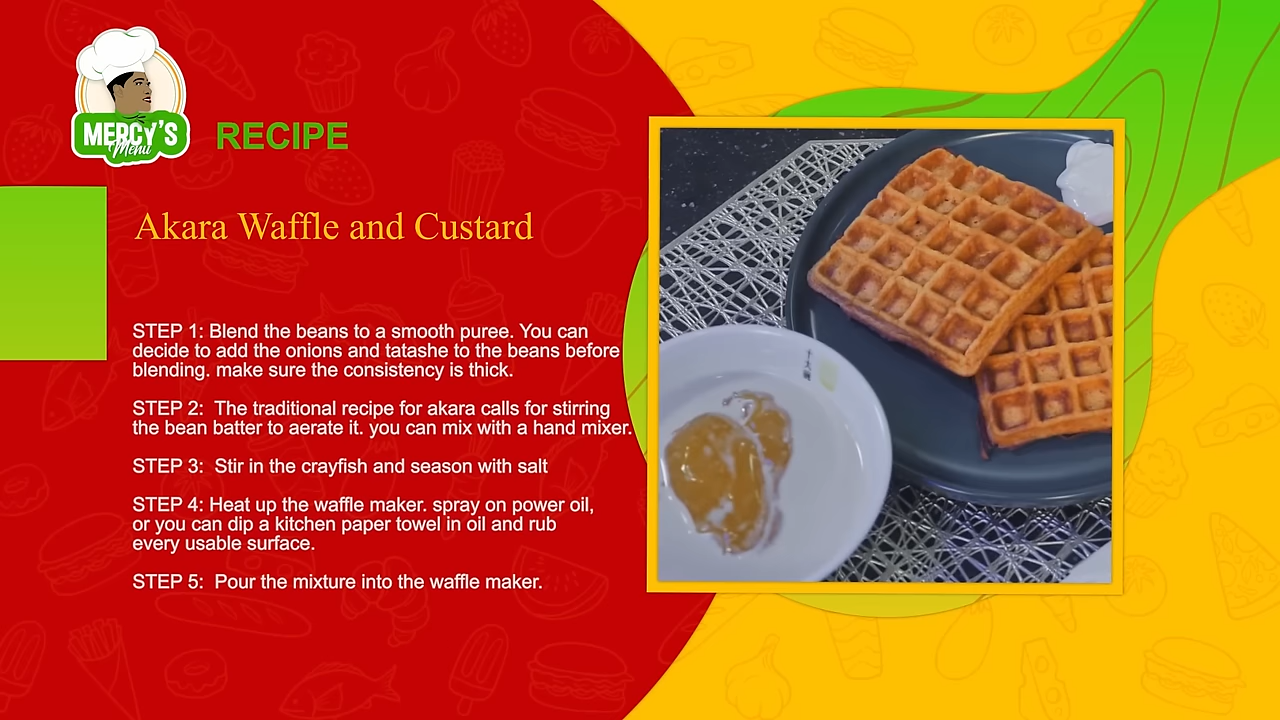 MERCY'S
Menu
RECIPE
Akara Waffle and Custard
STEP 1: Blend the beans to a smooth puree. You can
decide to add the onions and tatashe to the beans before
blending. make sure the consistency is thick.
STEP 2:  The traditional recipe for akara calls for stirring
the bean batter to aerate it. you can mix with a hand mixer.
STEP 3:  Stir in the crayfish and season with salt
STEP 4: Heat up the waffle maker. spray on power oil,
or you can dip a kitchen paper towel in oil and rub
every usable surface.
STEP 5:  Pour the mixture into the waffle maker.